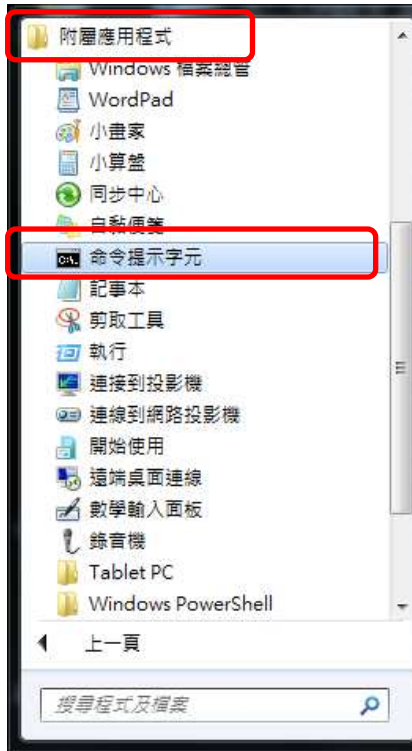 附屬應用程式
Windows 檔案總管
WordPad
小畫家
小算盤
同步中心
自黏便箋
命令提示字元
記事本
剪取工具
執行
連接到投影機
連線到網路投影機
開始使用
遠端桌面連線
數學輸入面板
錄音機
Tablet PC
Windows PowerShell
上一頁
搜尋程式及檔案